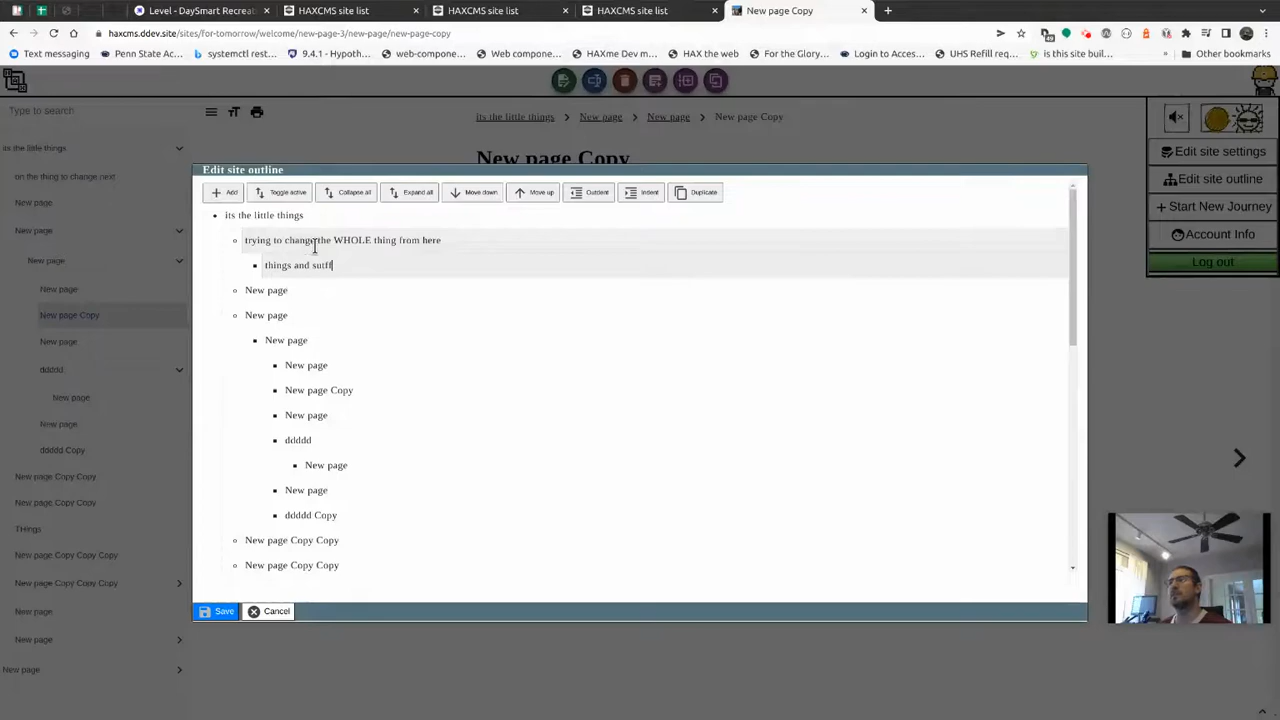 Level - DaySmart Recreat
HAXCMS site list
HAXCMS site list
HAXCMS site list
New page Copy
haxcms.ddev.site/sites/for-tomorrow/welcome/new-page-3/new-page/new-page-copy
Text messaging
Penn State Ac...
systemctl rest...
9.4.1 - Hypoth...
web-compone...
Web compone...
HAXme Dev m...
HAX the web
For the Glory...
Login to Acces...
UHS Refill req...
is this site buil...
»
Other bookmarks
Type to search
its the little things > New page > New page > New page Copy
New page Copy
its the little things
on the thing to change next
New page
New page
New page
New page
New page Copy
New page
ddddd
New page
New page
ddddd Copy
New page Copy Copy
New page Copy Copy
THings
New page Copy Copy Copy
New page Copy Copy Copy
New page
New page
New page
Edit site outline
Add
Toggle active
Collapse all
Expand all
Move down
Move up
Outdent
Indent
Duplicate
its the little things
trying to change the WHOLE thing from here
things and sutff
New page
New page
New page
New page
New page Copy
New page
ddddd
New page
New page
ddddd Copy
New page Copy Copy
New page Copy Copy
Save
Cancel
Edit site settings
Edit site outline
Start New Journey
Account Info
Log out